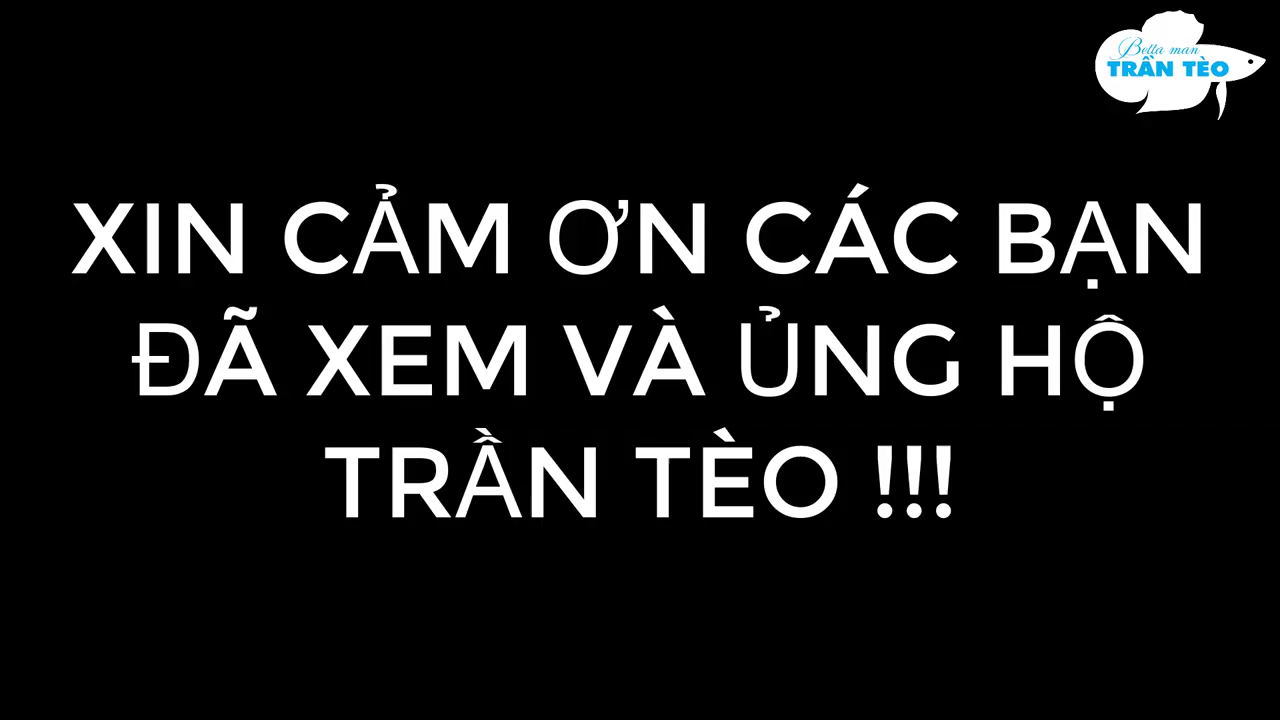 Betta man
TRẦN TÈO
XIN CẢM ƠN CÁC BẠN
ĐÃ XEM VÀ ỦNG HỘ
TRẦN TÈO !!!